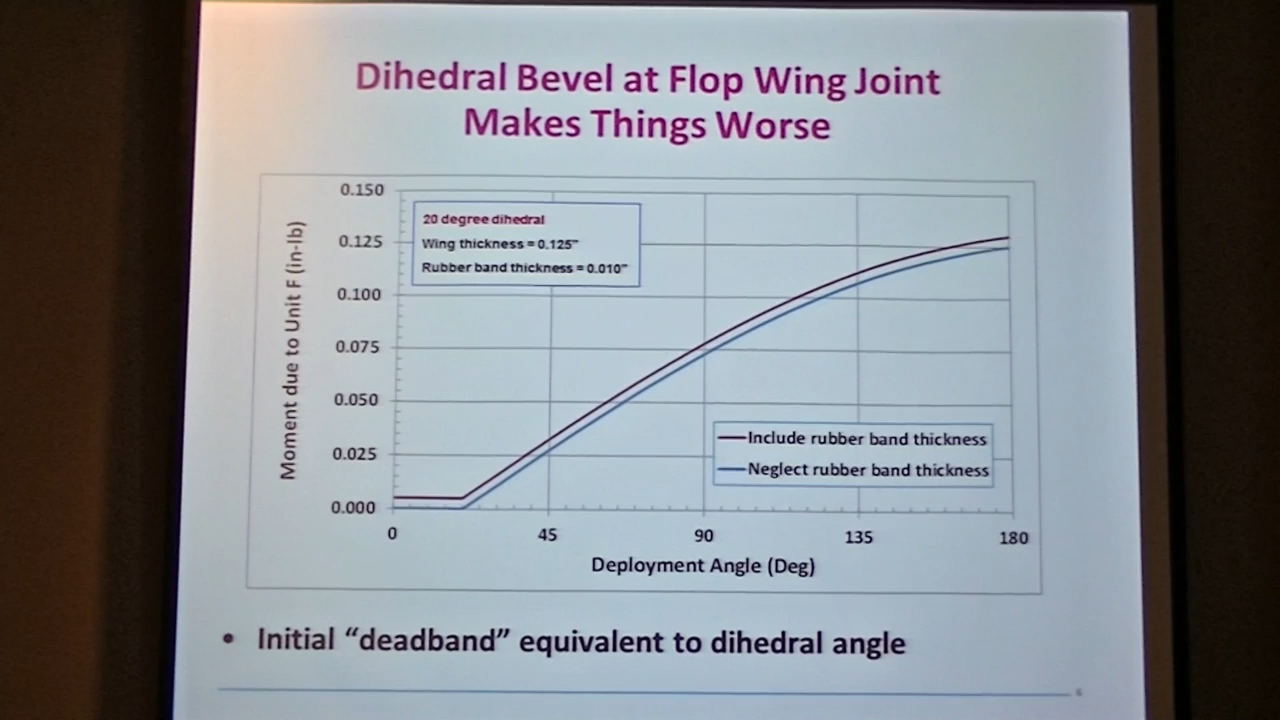 Dihedral Bevel at Flop Wing Joint
Makes Things Worse
0.150
0.125
0.100
0.075
0.050
0.025
0.000
Moment due to Unit F (in-lb)
20 degree dihedral
Wing thickness = 0.125"
Rubber band thickness = 0.010"
Include rubber band thickness
Neglect rubber band thickness
0 45 90 135 180
Deployment Angle (Deg)
• Initial “deadband” equivalent to dihedral angle
6